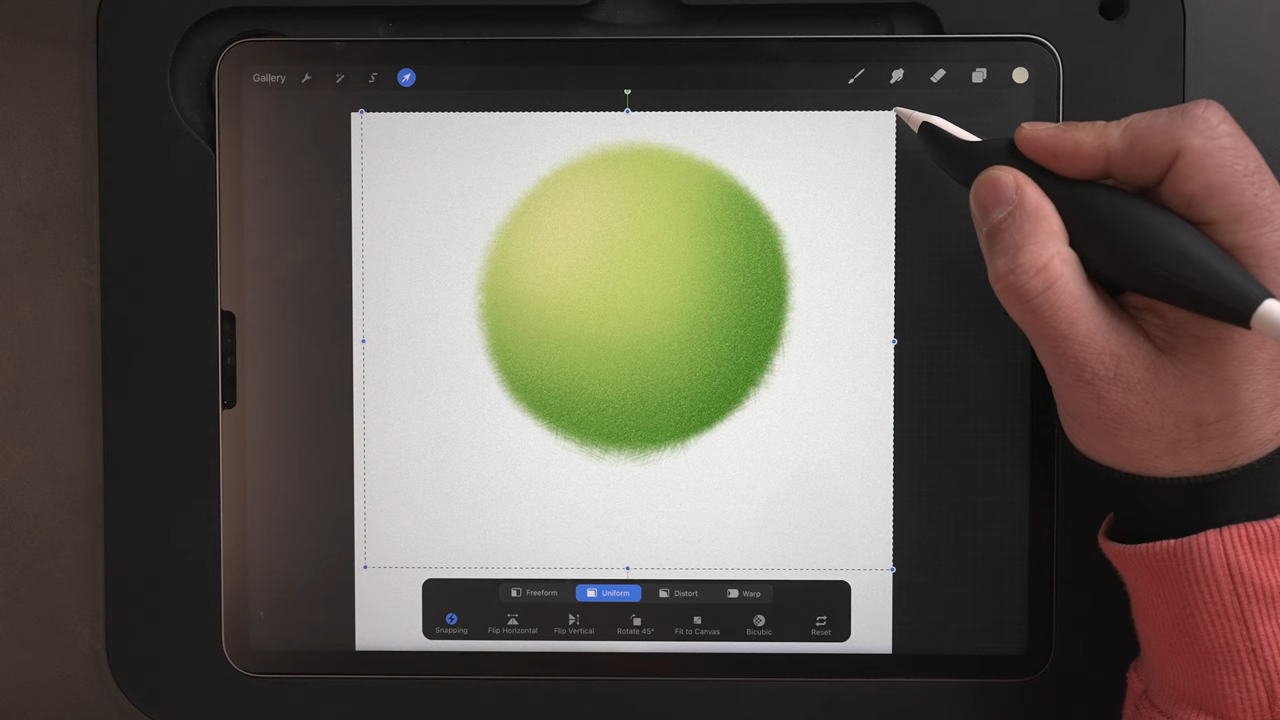 Gallery
Freeform Uniform Distort Warp
Snapping Flip Horizontal Flip Vertical Rotate 45° Fit to Canvas Bicubic Reset